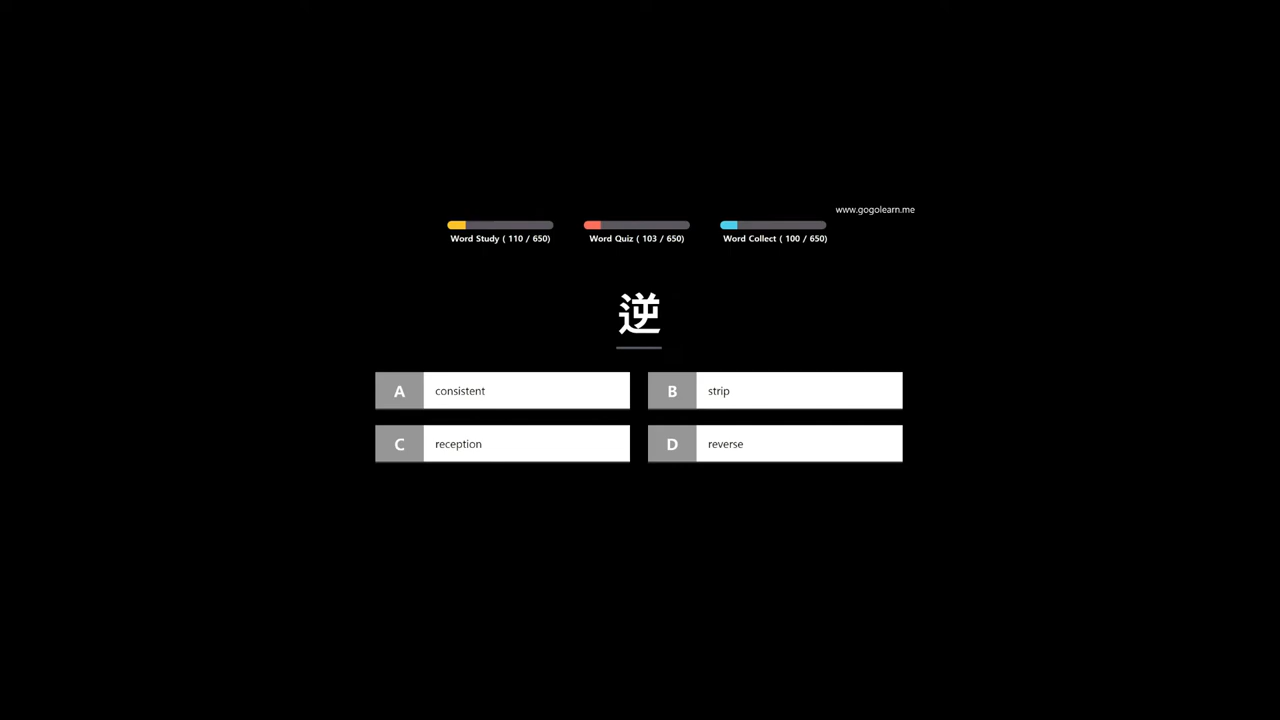 www.gogolearn.me
Word Study ( 110 / 650)
Word Quiz ( 103 / 650)
Word Collect ( 100 / 650)
逆
A consistent
B strip
C reception
D reverse